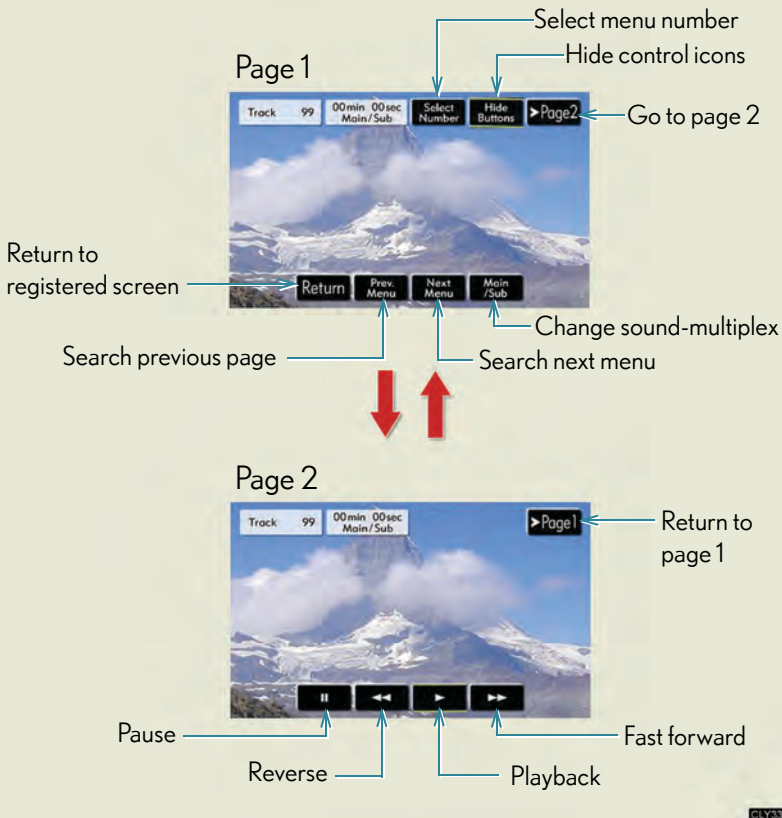 Select menu number
Hide control icons
Page 1
Track 99
00min 00sec
Main/Sub
Select
Number
Hide
Buttons
>Page2
Go to page 2
Return to
registered screen
Return
Prev.
Menu
Next
Menu
Main
/Sub
Change sound-multiplex
Search previous page
Search next menu
Page 2
Track 99
00min 00sec
Main/Sub
>Page1
Return to
page 1
Pause
Fast forward
Reverse
Playback